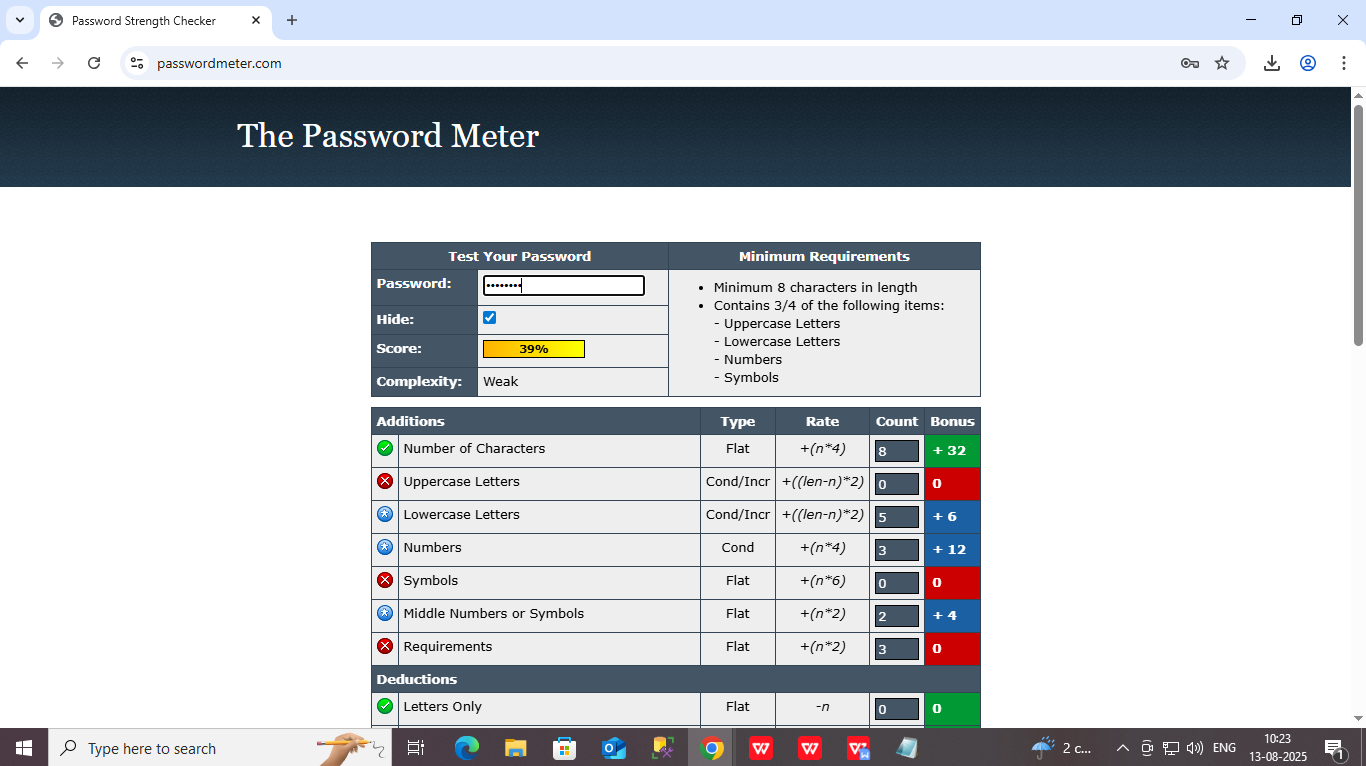 Password Strength Checker
passwordmeter.com
The Password Meter
Test Your Password
Minimum Requirements
Password: ••••••••
Hide:
Score: 39%
Complexity: Weak
• Minimum 8 characters in length
• Contains 3/4 of the following items:
- Uppercase Letters
- Lowercase Letters
- Numbers
- Symbols
Additions Type Rate Count Bonus
Number of Characters Flat +(n*4) 8 + 32
Uppercase Letters Cond/Incr +((len-n)*2) 0 0
Lowercase Letters Cond/Incr +((len-n)*2) 5 + 6
Numbers Cond +(n*4) 3 + 12
Symbols Flat +(n*6) 0 0
Middle Numbers or Symbols Flat +(n*2) 2 + 4
Requirements Flat +(n*2) 3 0
Deductions
Letters Only Flat -n 0 0
Type here to search
2 c...
ENG
10:23
13-08-2025
1